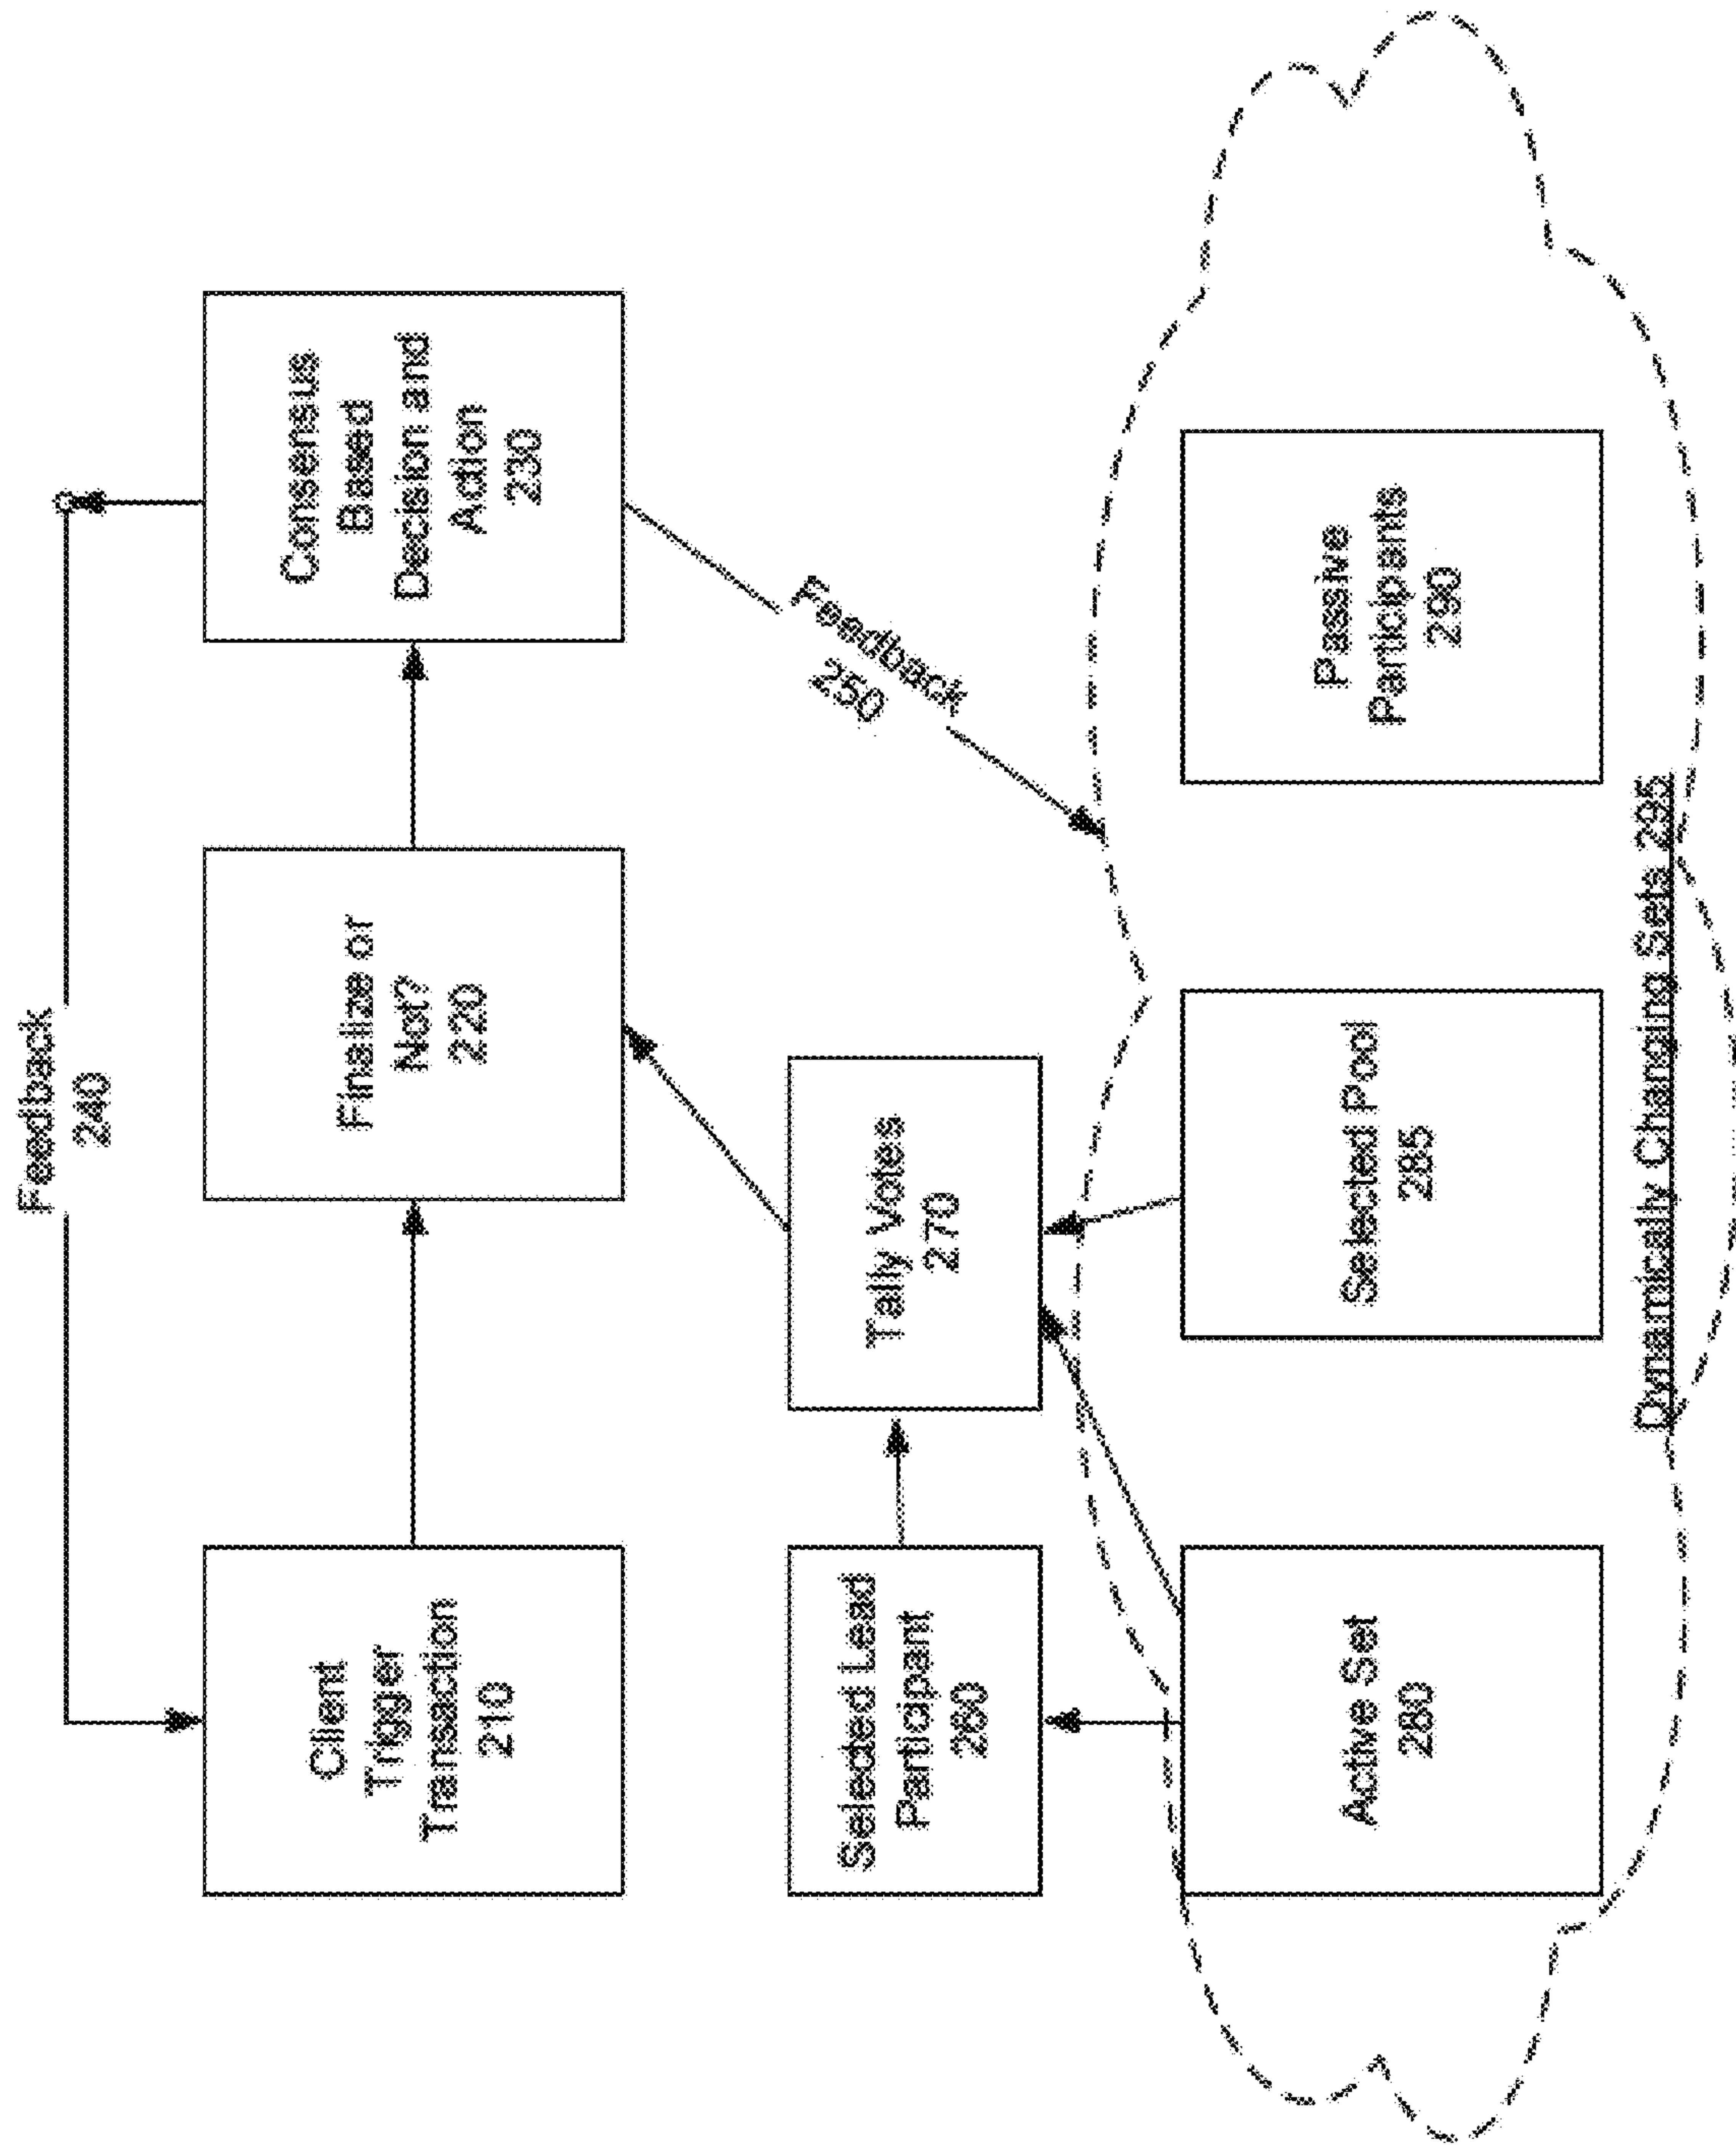 Feedback
240
Client
Trigger
Transaction
210
Finalize or
Not?
220
Consensus
Based
Decision and
Action
230
Feedback
250
Selected Lead
Participant
260
Tally Votes
270
Active Set
280
Selected Pool
285
Passive
Participants
290
Dynamically Changing Sets 295